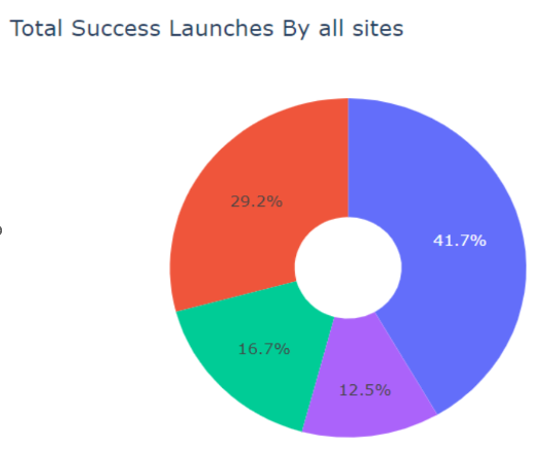 Total Success Launches By all sites
29.2%
41.7%
16.7%
12.5%